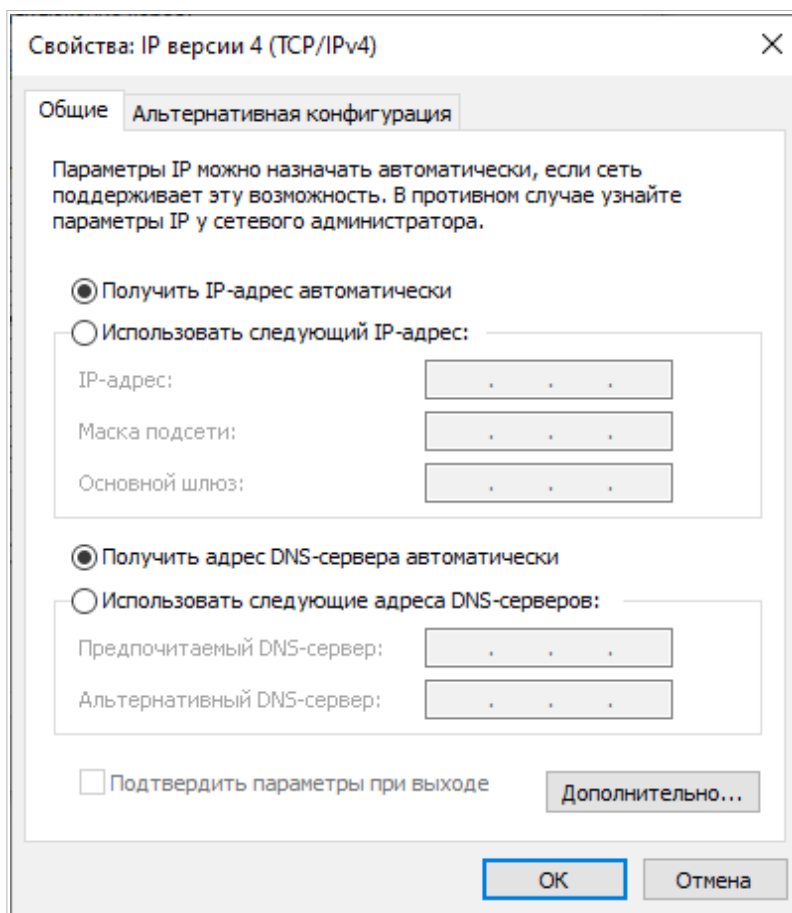 Свойства: IP версии 4 (TCP/IPv4)
Общие
Альтернативная конфигурация
Параметры IP можно назначать автоматически, если сеть
поддерживает эту возможность. В противном случае узнайте
параметры IP у сетевого администратора.
Получить IP-адрес автоматически
Использовать следующий IP-адрес:
IP-адрес:
Маска подсети:
Основной шлюз:
Получить адрес DNS-сервера автоматически
Использовать следующие адреса DNS-серверов:
Предпочитаемый DNS-сервер:
Альтернативный DNS-сервер:
Подтвердить параметры при выходе
Дополнительно...
ОК
Отмена